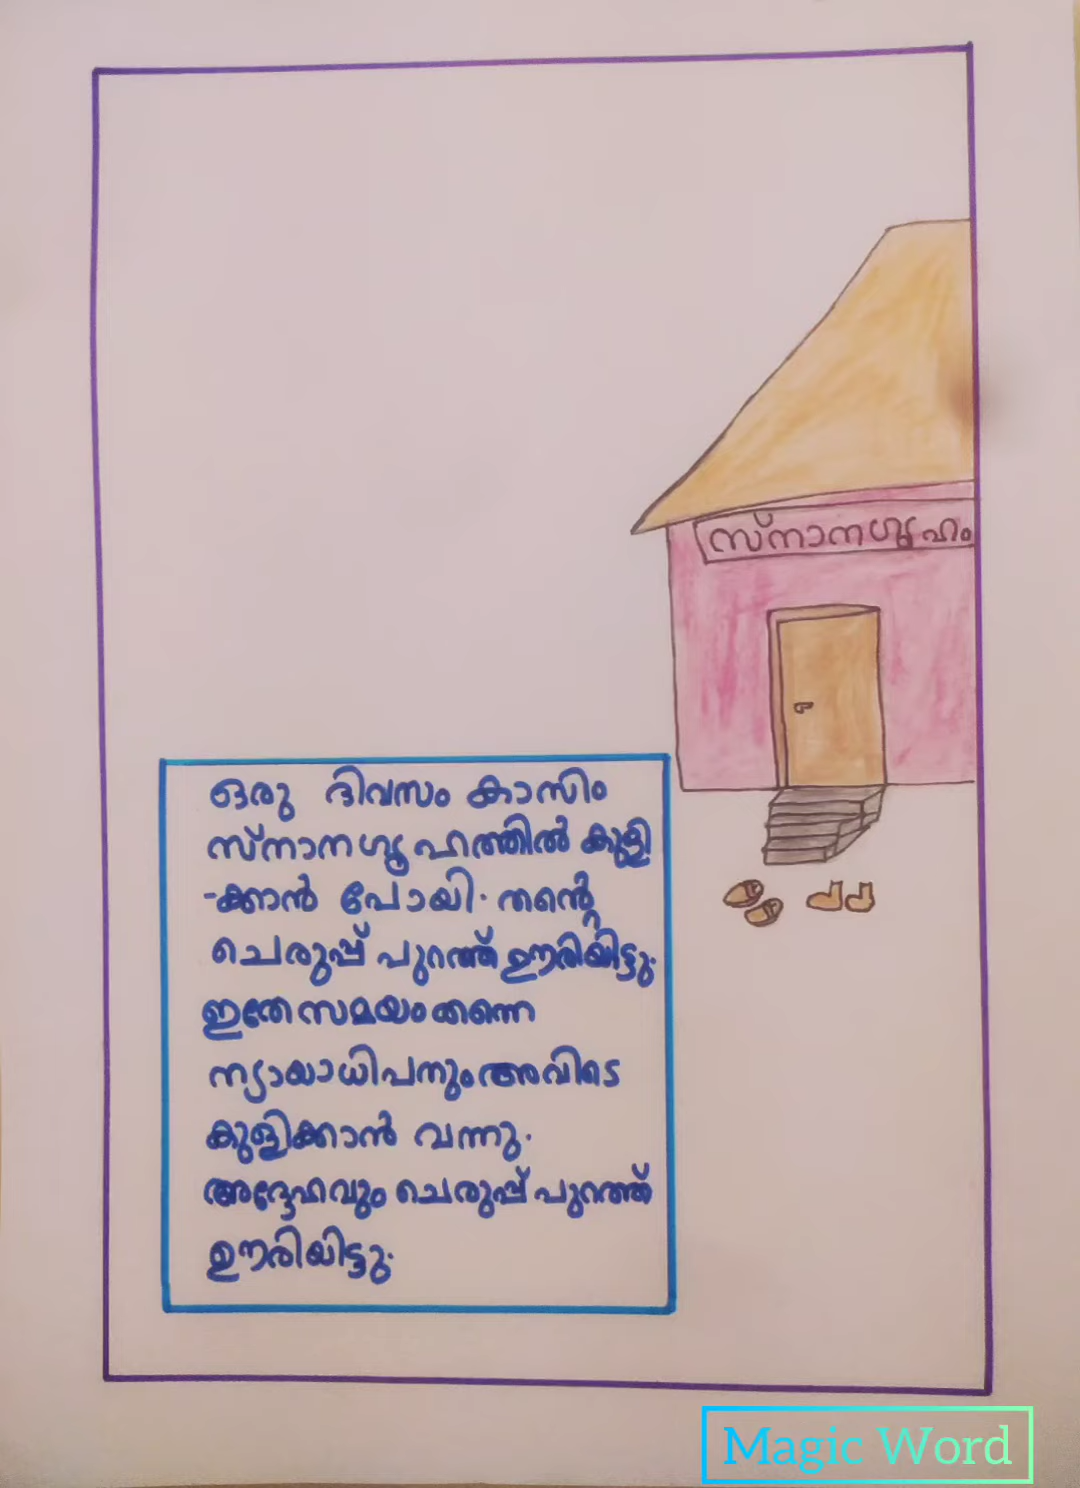 സ്നാനഗൃഹം
ഒരു ദിവസം കാസിം
സ്നാനഗൃഹത്തിൽ കുളി
-ക്കാൻ പോയി. തൻ്റെ
ചെരുപ്പ് പുറത്ത് ഊരിയിട്ടു.
ഇതേസമയം തന്നെ
ന്യായാധിപനും അവിടെ
കുളിക്കാൻ വന്നു.
അദ്ദേഹവും ചെരുപ്പ് പുറത്ത്
ഊരിയിട്ടു.
Magic Word